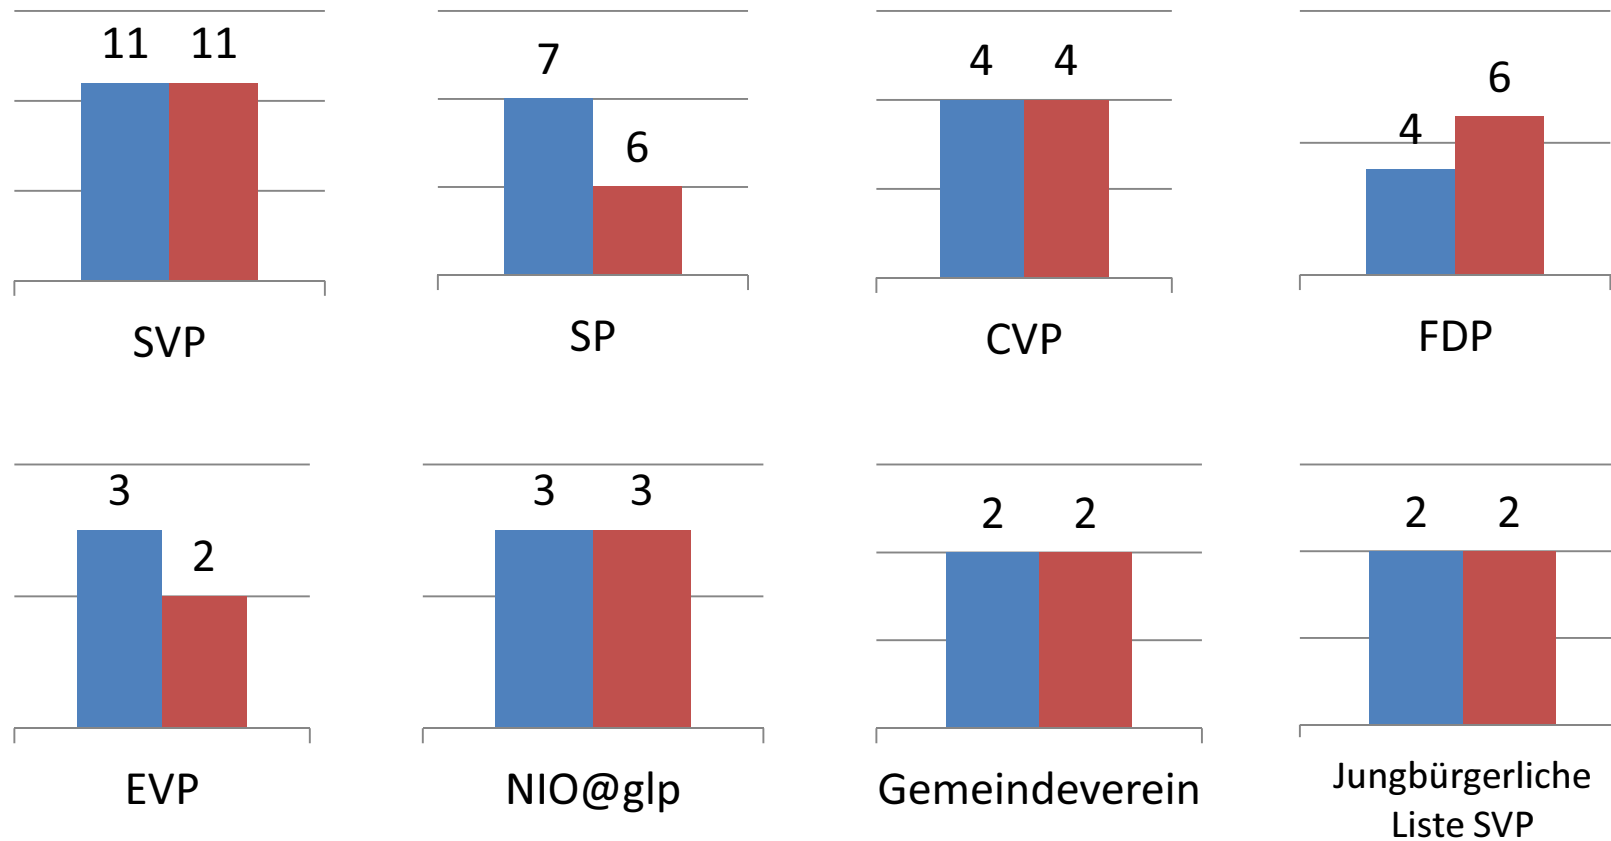 11 11
SVP
7
6
SP
4 4
CVP
4
6
FDP
3
2
EVP
3 3
NIO@glp
2 2
Gemeindeverein
2 2
Jungbürgerliche
Liste SVP